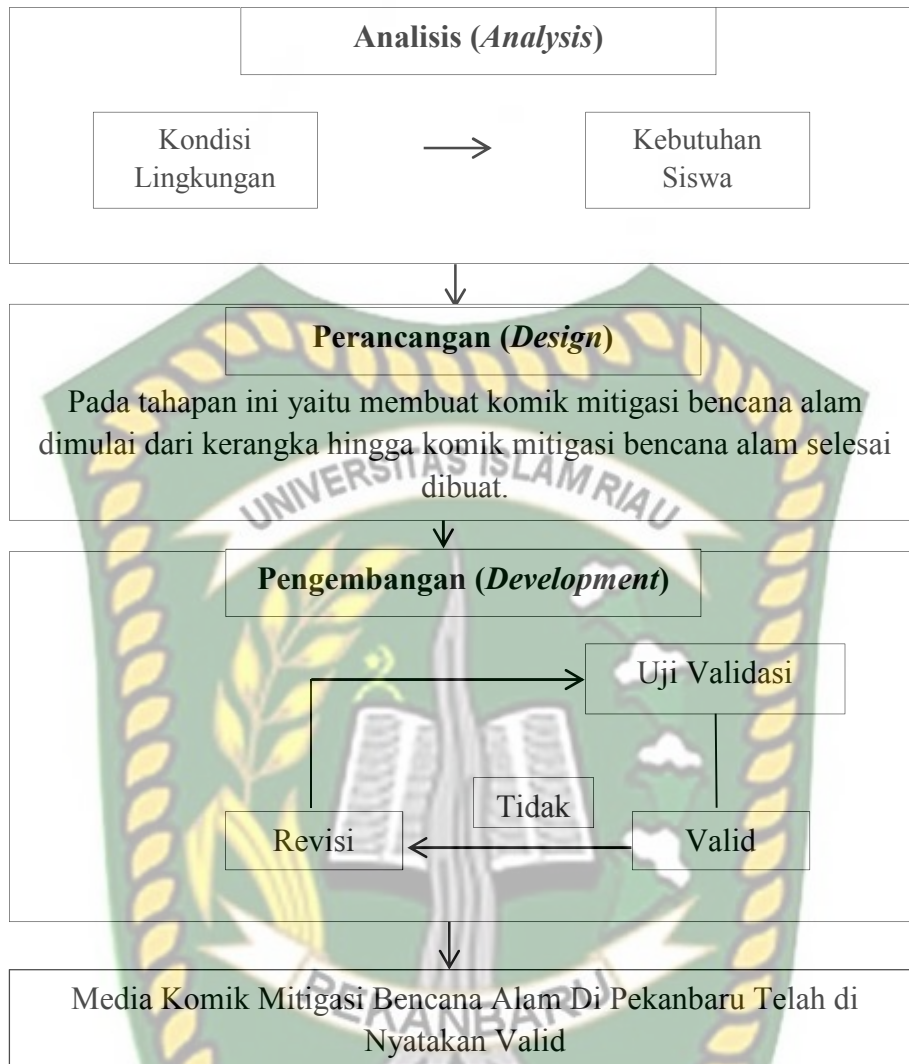 Analisis (Analysis)
Kondisi
Lingkungan
Kebutuhan
Siswa
Perancangan (Design)
Pada tahapan ini yaitu membuat komik mitigasi bencana alam
dimulai dari kerangka hingga komik mitigasi bencana alam selesai
dibuat.
UNIVERSITAS ISLAM RIAU
Pengembangan (Development)
Uji Validasi
Tidak
Revisi
Valid
PEKANBARU
Media Komik Mitigasi Bencana Alam Di Pekanbaru Telah di
Nyatakan Valid